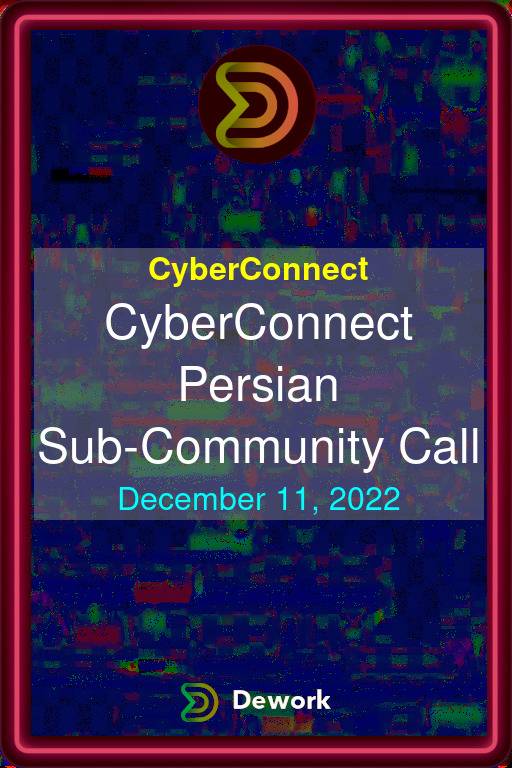 CyberConnect
CyberConnect
Persian
Sub-Community Call
December 11, 2022
Dework